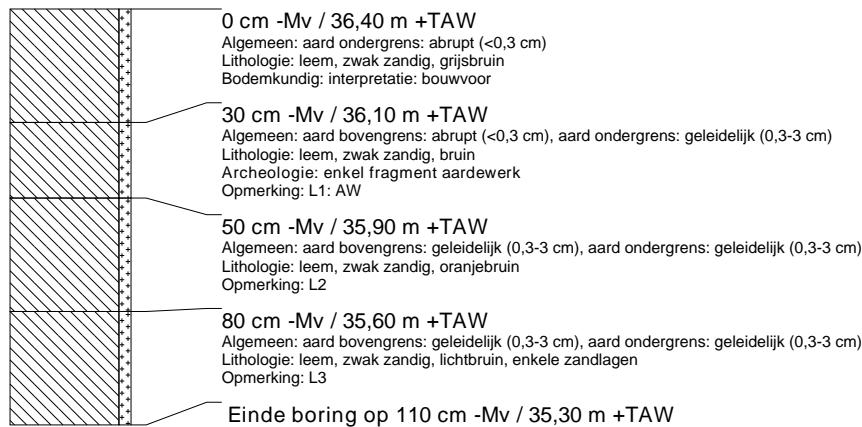 0 cm -Mv / 36,40 m +TAW
Algemeen: aard ondergrens: abrupt (<0,3 cm)
Lithologie: leem, zwak zandig, grijsbruin
Bodemkundig: interpretatie: bouwvoor
30 cm -Mv / 36,10 m +TAW
Algemeen: aard bovengrens: abrupt (<0,3 cm), aard ondergrens: geleidelijk (0,3-3 cm)
Lithologie: leem, zwak zandig, bruin
Archeologie: enkel fragment aardewerk
Opmerking: L1: AW
50 cm -Mv / 35,90 m +TAW
Algemeen: aard bovengrens: geleidelijk (0,3-3 cm), aard ondergrens: geleidelijk (0,3-3 cm)
Lithologie: leem, zwak zandig, oranjebruin
Opmerking: L2
80 cm -Mv / 35,60 m +TAW
Algemeen: aard bovengrens: geleidelijk (0,3-3 cm), aard ondergrens: geleidelijk (0,3-3 cm)
Lithologie: leem, zwak zandig, lichtbruin, enkele zandlagen
Opmerking: L3
Einde boring op 110 cm -Mv / 35,30 m +TAW